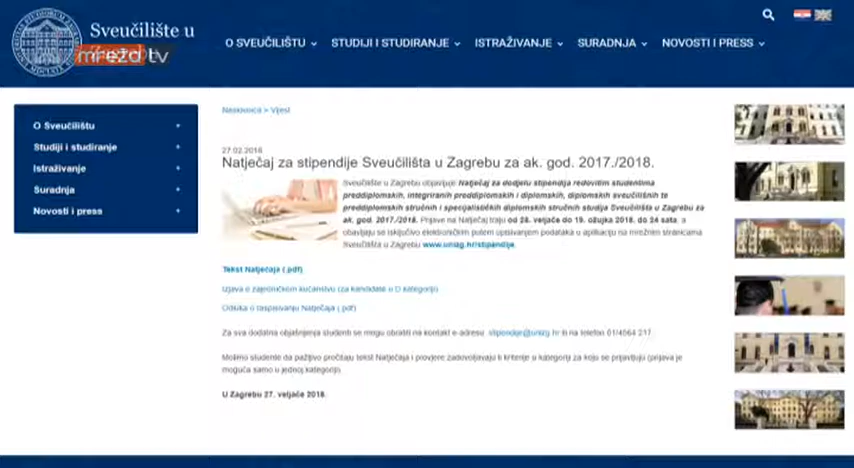 Sveučilište u
mreža tv
O SVEUČILIŠTU
STUDIJI I STUDIRANJE
ISTRAŽIVANJE
SURADNJA
NOVOSTI I PRESS
O Sveučilištu
Studiji i studiranje
Istraživanje
Suradnja
Novosti i press
Naslovnica > Vijest
27.02.2018.
Natječaj za stipendije Sveučilišta u Zagrebu za ak. god. 2017./2018.
Sveučilište u Zagrebu objavljuje Natječaj za dodjelu stipendija redovitim studentima
preddiplomskih, integriranih preddiplomskih i diplomskih, diplomskih sveučilišnih te
preddiplomskih stručnih i specijalističkih diplomskih stručnih studija Sveučilišta u Zagrebu za
ak. god. 2017./2018. Prijave na Natječaj traju od 28. veljače do 19. ožujka 2018. do 24 sata, a
obavljaju se isključivo elektroničkim putem upisivanjem podataka u aplikaciju na mrežnim stranicama
Sveučilišta u Zagrebu www.unizg.hr/stipendije.
Tekst Natječaja (.pdf)
Izjava o zajedničkom kućanstvu (za kandidate u D kategoriji)
Odluka o raspisivanju Natječaja (.pdf)
Za sva dodatna objašnjenja studenti se mogu obratiti na kontakt e-adresu stipendije@unizg.hr ili na telefon 01/4564 217.
Molimo studente da pažljivo pročitaju tekst Natječaja i provjere zadovoljavaju li kriterije u kategoriji za koju se prijavljuju (prijava je
moguća samo u jednoj kategoriji).
U Zagrebu 27. veljače 2018.